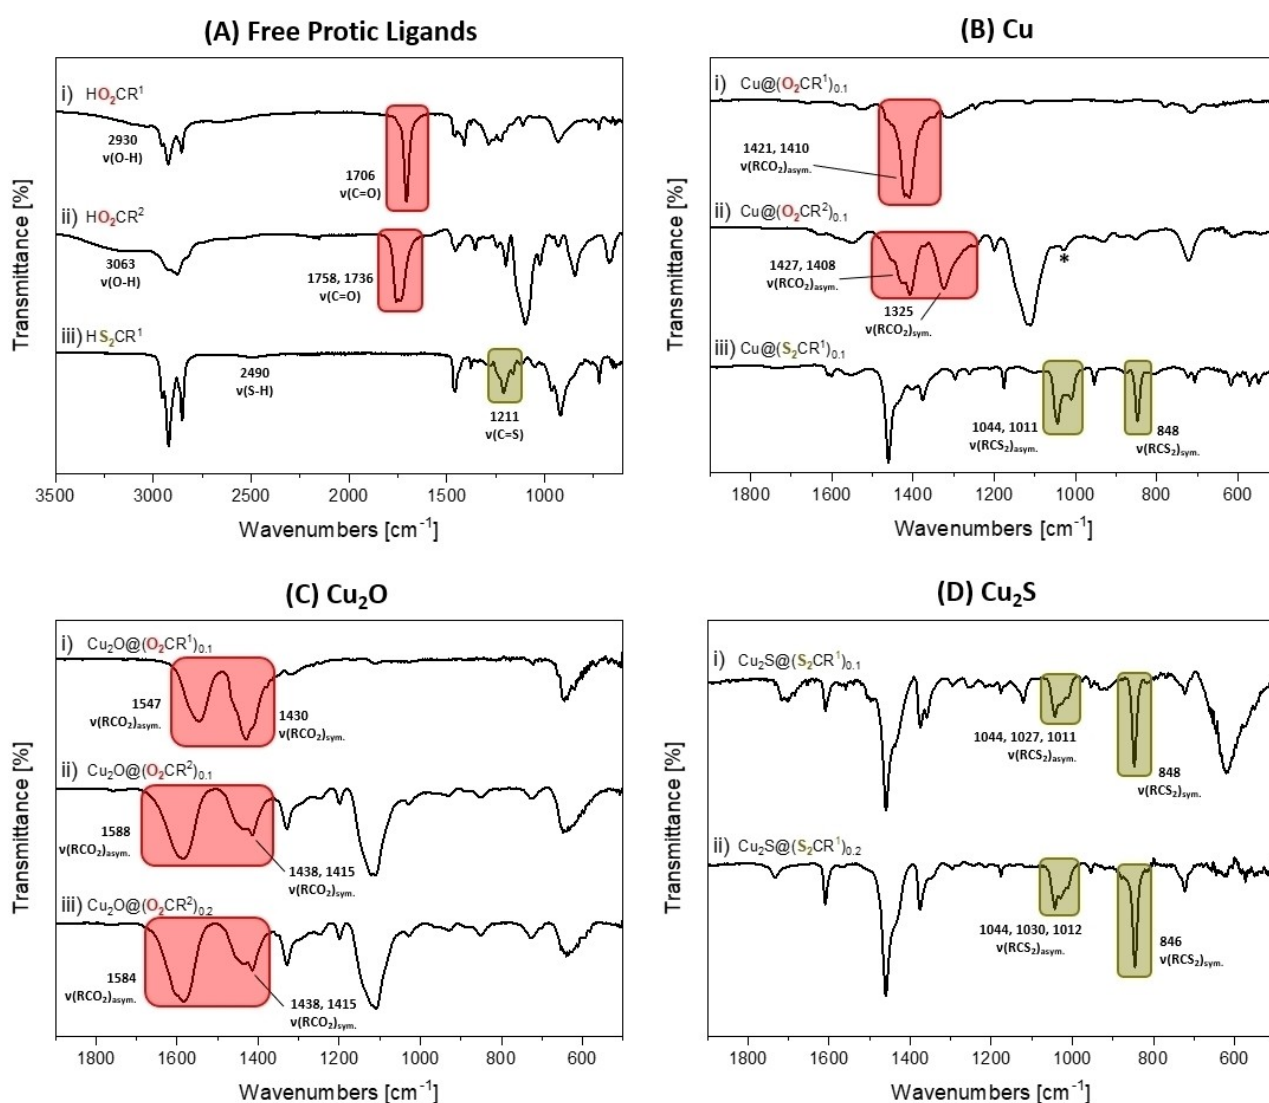 (A) Free Protic Ligands
i) HO₂CR¹
2930
ν(O-H)
1706
ν(C=O)
ii) HO₂CR²
3063
ν(O-H)
1758, 1736
ν(C=O)
iii) HS₂CR¹
2490
ν(S-H)
1211
ν(C=S)
Transmittance [%]
3500 3000 2500 2000 1500 1000
Wavenumbers [cm⁻¹]
(B) Cu
i) Cu@(O₂CR¹)₀.₁
1421, 1410
ν(RCO₂)asym.
ii) Cu@(O₂CR²)₀.₁
*
1427, 1408
ν(RCO₂)asym.
1325
ν(RCO₂)sym.
iii) Cu@(S₂CR¹)₀.₁
1044, 1011
ν(RCS₂)asym.
848
ν(RCS₂)sym.
Transmittance [%]
1800 1600 1400 1200 1000 800 600
Wavenumbers [cm⁻¹]
(C) Cu₂O
i) Cu₂O@(O₂CR¹)₀.₁
1547
ν(RCO₂)asym.
1430
ν(RCO₂)sym.
ii) Cu₂O@(O₂CR²)₀.₁
1588
ν(RCO₂)asym.
1438, 1415
ν(RCO₂)sym.
iii) Cu₂O@(O₂CR²)₀.₂
1584
ν(RCO₂)asym.
1438, 1415
ν(RCO₂)sym.
Transmittance [%]
1800 1600 1400 1200 1000 800 600
Wavenumbers [cm⁻¹]
(D) Cu₂S
i) Cu₂S@(S₂CR¹)₀.₁
1044, 1027, 1011
ν(RCS₂)asym.
848
ν(RCS₂)sym.
ii) Cu₂S@(S₂CR¹)₀.₂
1044, 1030, 1012
ν(RCS₂)asym.
846
ν(RCS₂)sym.
Transmittance [%]
1800 1600 1400 1200 1000 800 600
Wavenumbers [cm⁻¹]